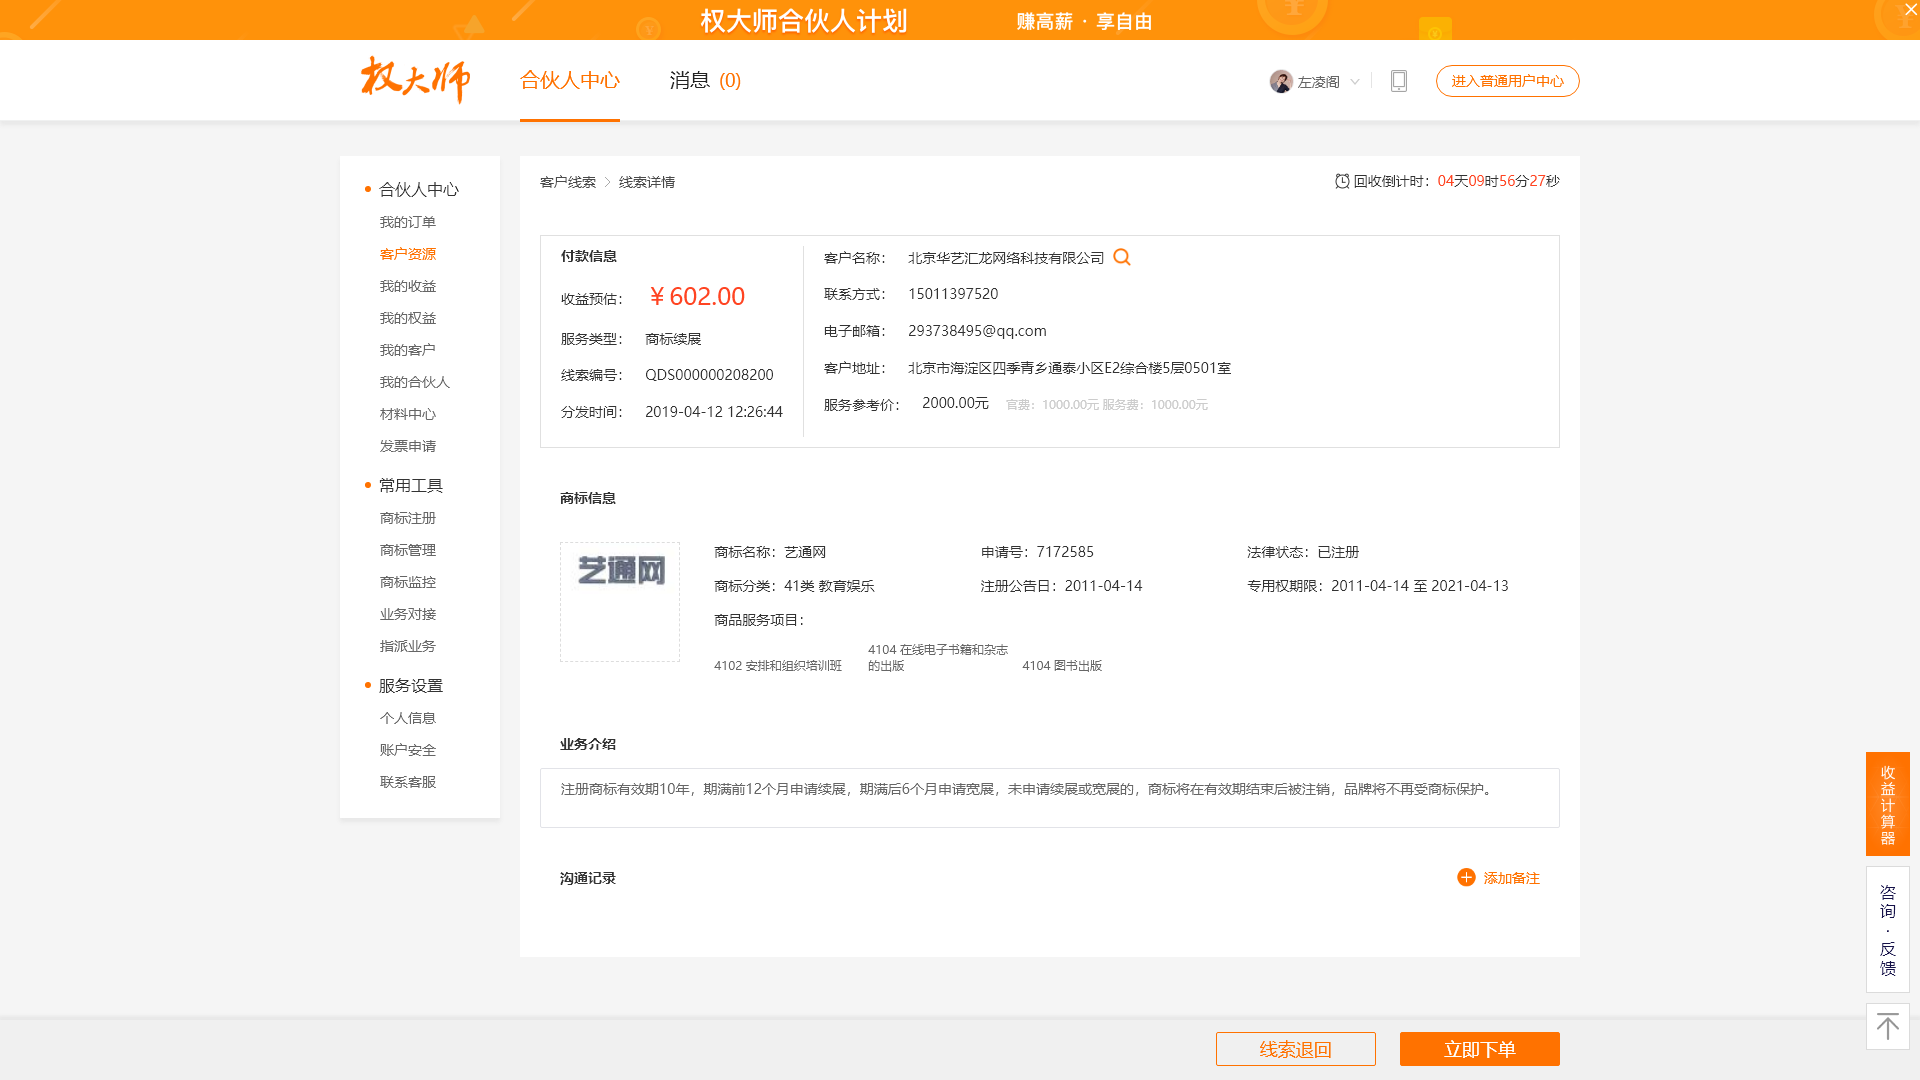 权大师合伙人计划 赚高薪 · 享自由
权大师 合伙人中心 消息 (0) 左凌阁 进入普通用户中心
合伙人中心
我的订单
客户资源
我的收益
我的权益
我的客户
我的合伙人
材料中心
发票申请
常用工具
商标注册
商标管理
商标监控
业务对接
指派业务
服务设置
个人信息
账户安全
联系客服
客户线索 > 线索详情 回收倒计时：04天09时56分27秒
付款信息
收益预估： ￥602.00
服务类型： 商标续展
线索编号： QDS000000208200
分发时间： 2019-04-12 12:26:44
客户名称： 北京华艺汇龙网络科技有限公司
联系方式： 15011397520
电子邮箱： 293738495@qq.com
客户地址： 北京市海淀区四季青乡通泰小区E2综合楼5层0501室
服务参考价： 2000.00元 官费：1000.00元 服务费：1000.00元
商标信息
艺通网
商标名称：艺通网 申请号：7172585 法律状态：已注册
商标分类：41类 教育娱乐 注册公告日：2011-04-14 专用权期限：2011-04-14 至 2021-04-13
商品服务项目：
4102 安排和组织培训班
4104 在线电子书籍和杂志
的出版
4104 图书出版
业务介绍
注册商标有效期10年，期满前12个月申请续展，期满后6个月申请宽展，未申请续展或宽展的，商标将在有效期结束后被注销，品牌将不再受商标保护。
沟通记录 添加备注
收益计算器
咨询·反馈
线索退回 立即下单